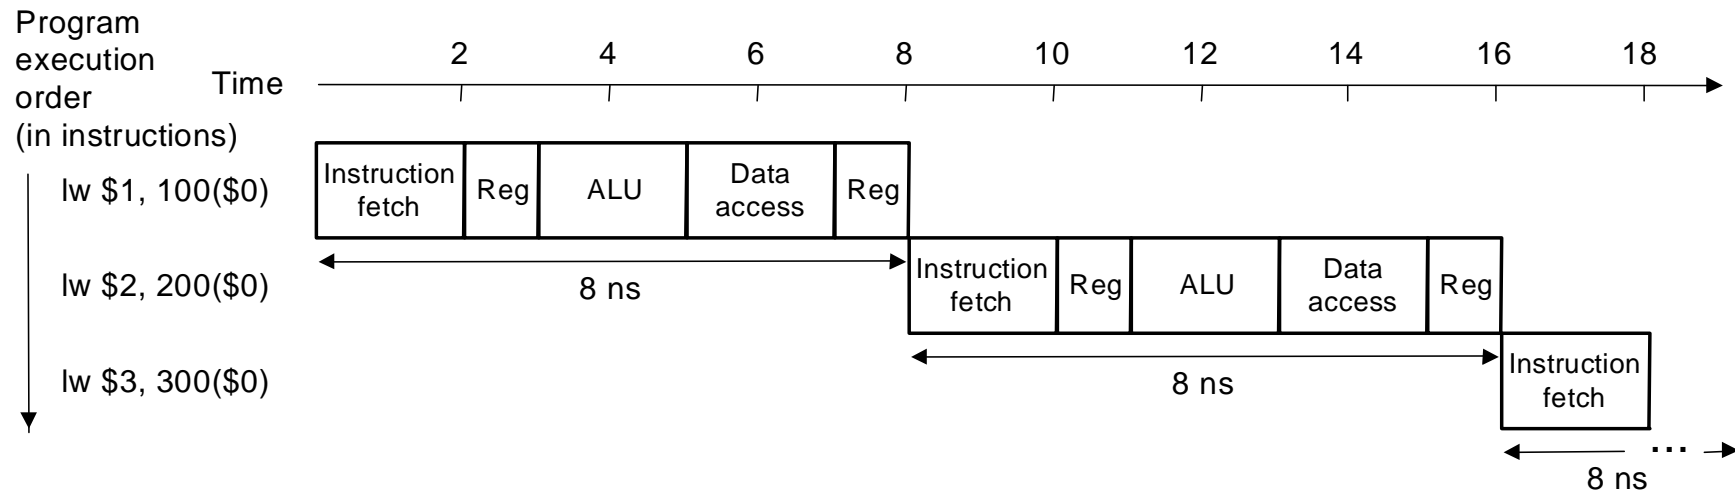 Program
execution
order
(in instructions)
Time
2 4 6 8 10 12 14 16 18
lw $1, 100($0)
Instruction
fetch
Reg
ALU
Data
access
Reg
8 ns
lw $2, 200($0)
Instruction
fetch
Reg
ALU
Data
access
Reg
8 ns
lw $3, 300($0)
Instruction
fetch
...
8 ns